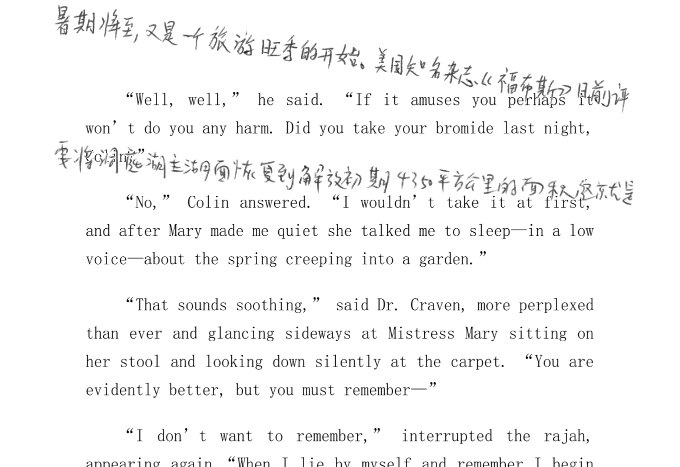 暑期将至,又是一个旅游旺季的开始。美国知名杂志《福布斯》日前评
“Well, well,” he said. “If it amuses you perhaps it
won’t do you any harm. Did you take your bromide last night,
Colin?”
要将洞庭湖主湖面恢复到解放初期4350平方公里的面积,这就是
“No,” Colin answered. “I wouldn’t take it at first,
and after Mary made me quiet she talked me to sleep—in a low
voice—about the spring creeping into a garden.”
“That sounds soothing,” said Dr. Craven, more perplexed
than ever and glancing sideways at Mistress Mary sitting on
her stool and looking down silently at the carpet. “You are
evidently better, but you must remember—”
“I don’t want to remember,” interrupted the rajah,
appearing again. “When I lie by myself and remember I begin